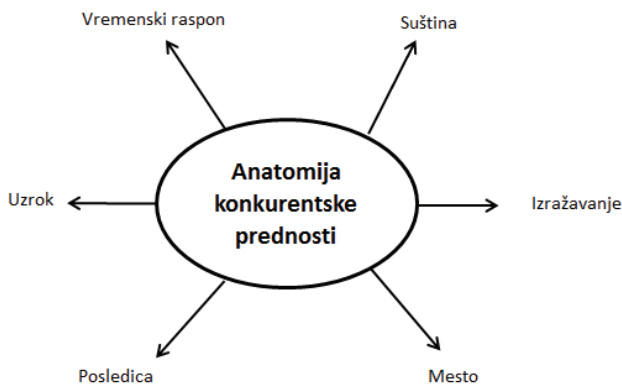 Vremenski raspon
Suština
Anatomija
konkurentske
prednosti
Uzrok
Izražavanje
Posledica
Mesto